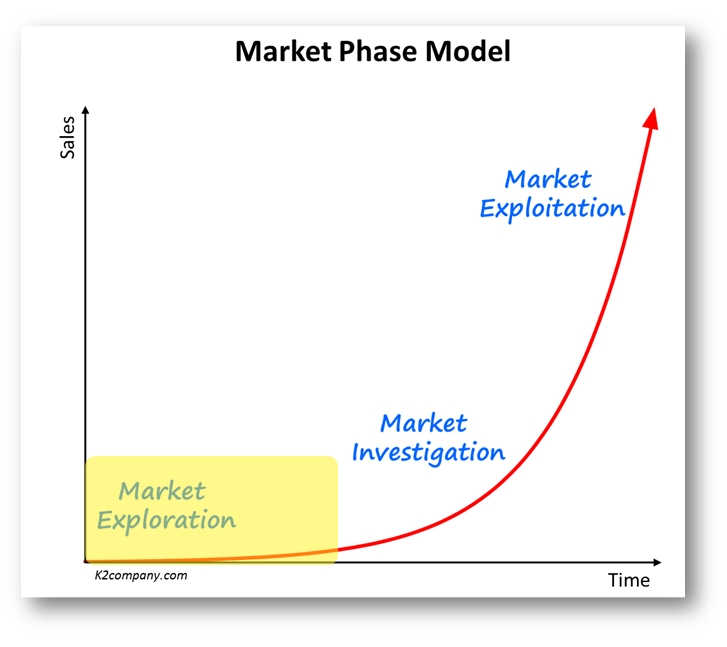 Market Phase Model
Sales
Market
Exploitation
Market
Investigation
Market
Exploration
K2company.com
Time